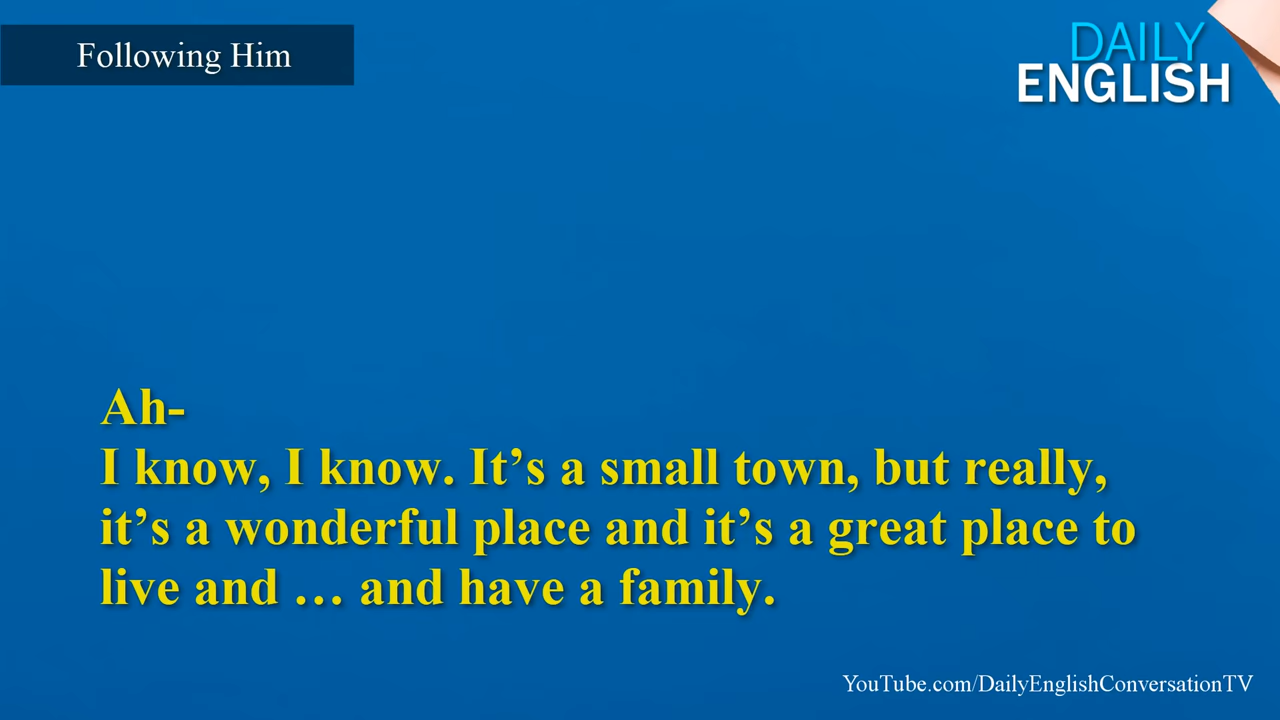 Following Him
DAILY
ENGLISH
Ah-
I know, I know. It’s a small town, but really,
it’s a wonderful place and it’s a great place to
live and … and have a family.
YouTube.com/DailyEnglishConversationTV